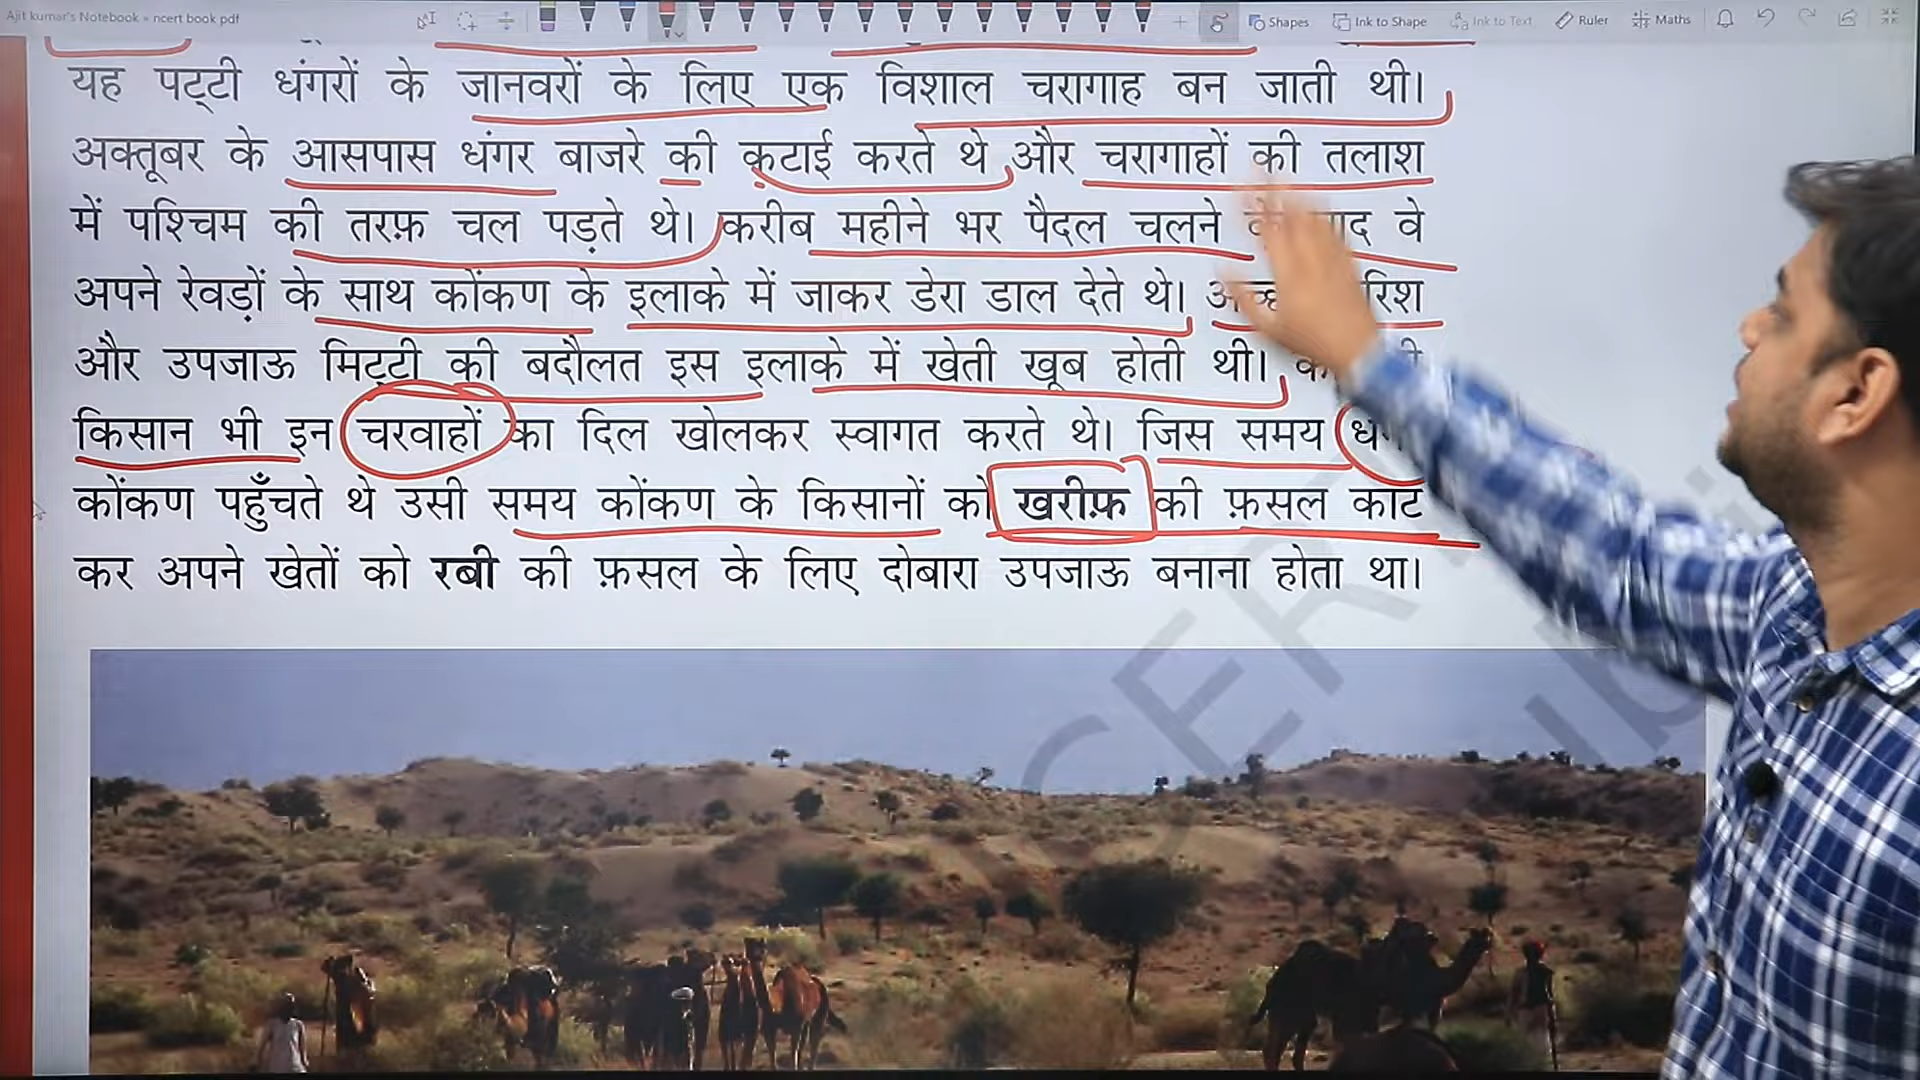 Ajit kumar's Notebook » ncert book pdf
Shapes Ink to Shape Ink to Text Ruler Maths
यह पट्टी धंगरों के जानवरों के लिए एक विशाल चरागाह बन जाती थी।
अक्तूबर के आसपास धंगर बाजरे की कटाई करते थे और चरागाहों की तलाश
में पश्चिम की तरफ़ चल पड़ते थे। करीब महीने भर पैदल चलने वे
अपने रेवड़ों के साथ कोंकण के इलाके में जाकर डेरा डाल देते थे।
और उपजाऊ मिट्टी की बदौलत इस इलाके में खेती खूब होती थी।
किसान भी इन चरवाहों का दिल खोलकर स्वागत करते थे। जिस समय
कोंकण पहुँचते थे उसी समय कोंकण के किसानों को खरीफ़ की फ़सल काट
कर अपने खेतों को रबी की फ़सल के लिए दोबारा उपजाऊ बनाना होता था।